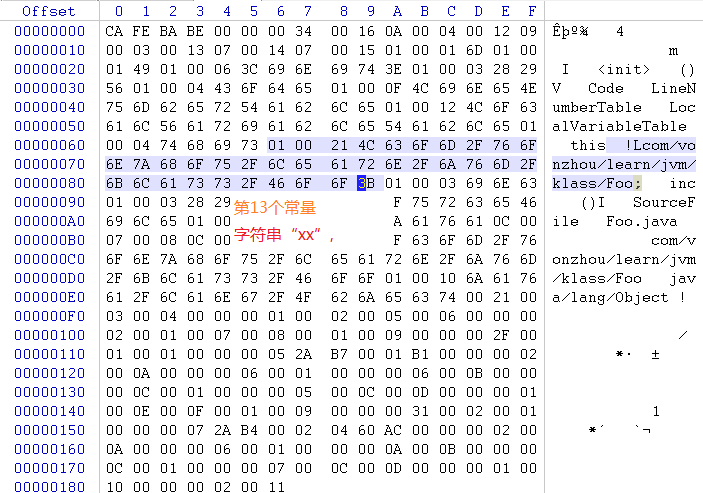 Offset 0 1 2 3 4 5 6 7 8 9 A B C D E F
00000000 CA FE BA BE 00 00 00 34 00 16 0A 00 04 00 12 09 Êþº¾ 4
00000010 00 03 00 13 07 00 14 07 00 15 01 00 01 6D 01 00 m
00000020 01 49 01 00 06 3C 69 6E 69 74 3E 01 00 03 28 29 I <init> ()
00000030 56 01 00 04 43 6F 64 65 01 00 0F 4C 69 6E 65 4E V Code LineN
00000040 75 6D 62 65 72 54 61 62 6C 65 01 00 12 4C 6F 63 umberTable Loc
00000050 61 6C 56 61 72 69 61 62 6C 65 54 61 62 6C 65 01 alVariableTable
00000060 00 04 74 68 69 73 01 00 21 4C 63 6F 6D 2F 76 6F this !Lcom/vo
00000070 6E 7A 68 6F 75 2F 6C 65 61 72 6E 2F 6A 76 6D 2F nzhou/learn/jvm/
00000080 6B 6C 61 73 73 2F 46 6F 6F 3B 01 00 03 69 6E 63 klass/Foo; inc
00000090 01 00 03 28 29 第13个常量 F 75 72 63 65 46 ()I SourceF
000000A0 69 6C 65 01 00 A 61 76 61 0C 00 ile Foo.java
000000B0 07 00 08 0C 00 字符串“xx”, F 63 6F 6D 2F 76 com/v
000000C0 6F 6E 7A 68 6F 75 2F 6C 65 61 72 6E 2F 6A 76 6D onzhou/learn/jvm
000000D0 2F 6B 6C 61 73 73 2F 46 6F 6F 01 00 10 6A 61 76 /klass/Foo jav
000000E0 61 2F 6C 61 6E 67 2F 4F 62 6A 65 63 74 00 21 00 a/lang/Object !
000000F0 03 00 04 00 00 00 01 00 02 00 05 00 06 00 00 00
00000100 02 00 01 00 07 00 08 00 01 00 09 00 00 00 2F 00 /
00000110 01 00 01 00 00 00 05 2A B7 00 01 B1 00 00 00 02 *· ±
00000120 00 0A 00 00 00 06 00 01 00 00 00 06 00 0B 00 00
00000130 00 0C 00 01 00 00 00 05 00 0C 00 0D 00 00 00 01
00000140 00 0E 00 0F 00 01 00 09 00 00 00 31 00 02 00 01 1
00000150 00 00 00 07 2A B4 00 02 04 60 AC 00 00 00 02 00 *´ `¬
00000160 0A 00 00 00 06 00 01 00 00 00 0A 00 0B 00 00 00
00000170 0C 00 01 00 00 00 07 00 0C 00 0D 00 00 00 01 00
00000180 10 00 00 00 02 00 11